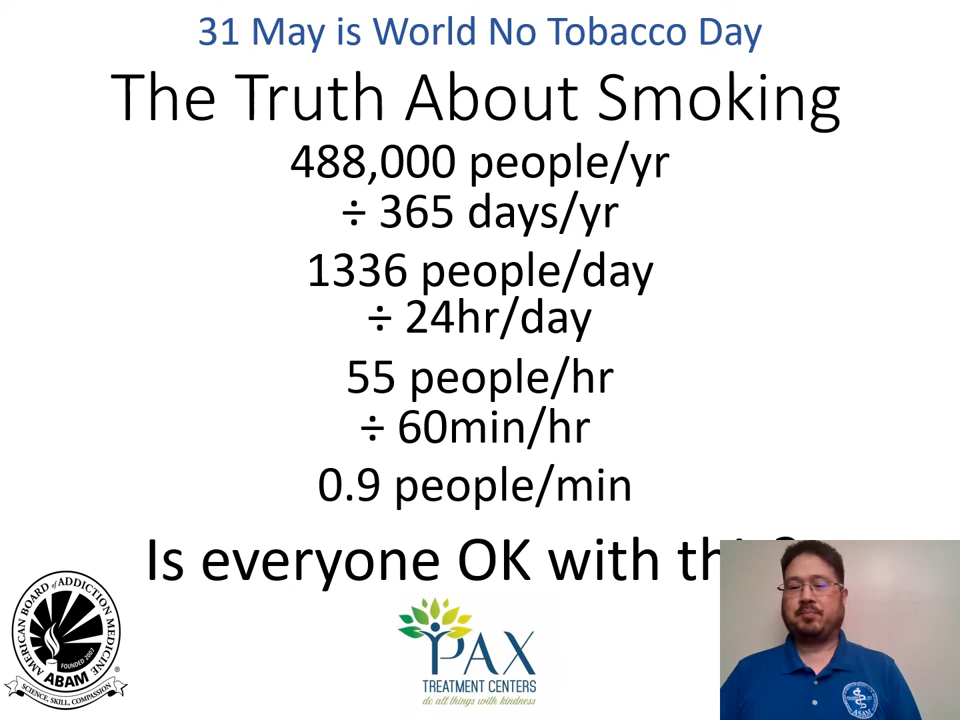 31 May is World No Tobacco Day
The Truth About Smoking
488,000 people/yr
÷ 365 days/yr
1336 people/day
÷ 24hr/day
55 people/hr
÷ 60min/hr
0.9 people/min
Is everyone OK with
AMERICAN BOARD of ADDICTION MEDICINE
FOUNDED 2007
ABAM
®
SCIENCE, SKILL, COMPASSION
PAX
TREATMENT CENTERS
do all things with kindness
ASAM